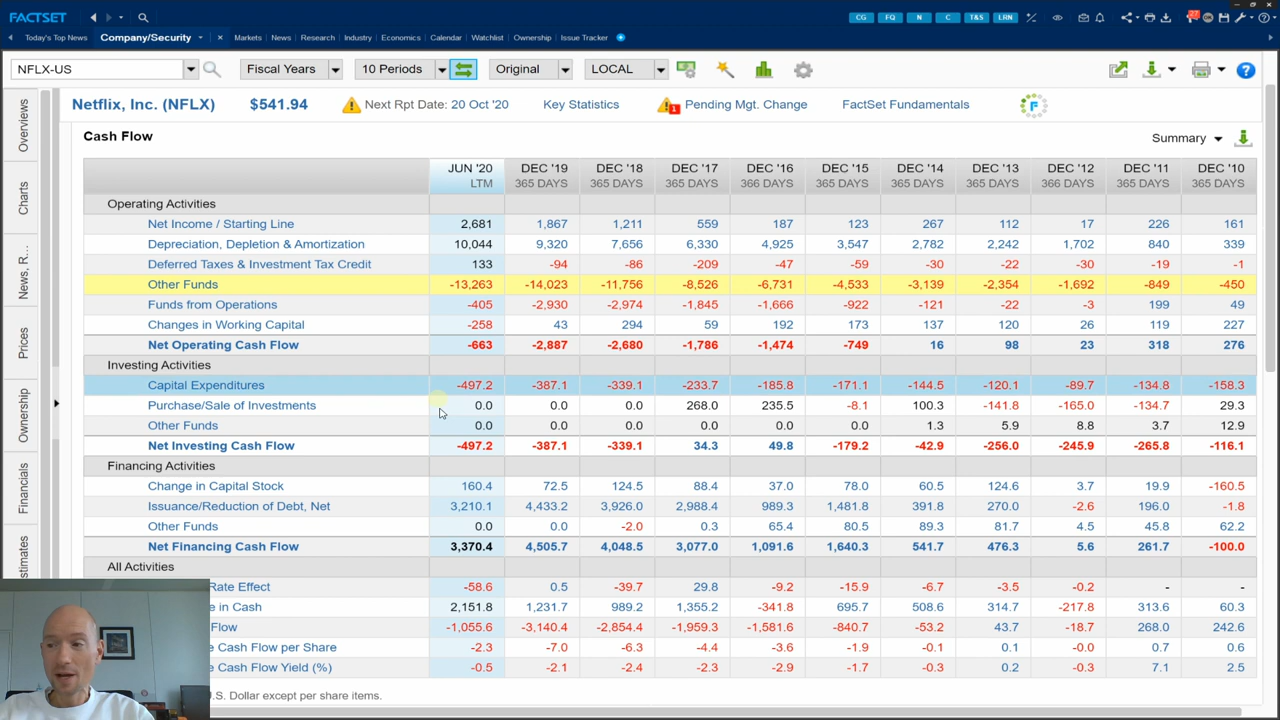 FACTSET CG FQ N C T&S LRN 27
Today's Top News Company/Security Markets News Research Industry Economics Calendar Watchlist Ownership Issue Tracker
NFLX-US Fiscal Years 10 Periods Original LOCAL
Netflix, Inc. (NFLX) $541.94 Next Rpt Date: 20 Oct '20 Key Statistics 1 Pending Mgt. Change FactSet Fundamentals F
Overviews
Charts
News, R...
Prices
Ownership
Financials
Cash Flow Summary
JUN '20 DEC '19 DEC '18 DEC '17 DEC '16 DEC '15 DEC '14 DEC '13 DEC '12 DEC '11 DEC '10
LTM 365 DAYS 365 DAYS 365 DAYS 366 DAYS 365 DAYS 365 DAYS 365 DAYS 366 DAYS 365 DAYS 365 DAYS
Operating Activities
Net Income / Starting Line 2,681 1,867 1,211 559 187 123 267 112 17 226 161
Depreciation, Depletion & Amortization 10,044 9,320 7,656 6,330 4,925 3,547 2,782 2,242 1,702 840 339
Deferred Taxes & Investment Tax Credit 133 -94 -86 -209 -47 -59 -30 -22 -30 -19 -1
Other Funds -13,263 -14,023 -11,756 -8,526 -6,731 -4,533 -3,139 -2,354 -1,692 -849 -450
Funds from Operations -405 -2,930 -2,974 -1,845 -1,666 -922 -121 -22 -3 199 49
Changes in Working Capital -258 43 294 59 192 173 137 120 26 119 227
Net Operating Cash Flow -663 -2,887 -2,680 -1,786 -1,474 -749 16 98 23 318 276
Investing Activities
Capital Expenditures -497.2 -387.1 -339.1 -233.7 -185.8 -171.1 -144.5 -120.1 -89.7 -134.8 -158.3
Purchase/Sale of Investments 0.0 0.0 0.0 268.0 235.5 -8.1 100.3 -141.8 -165.0 -134.7 29.3
Other Funds 0.0 0.0 0.0 0.0 0.0 0.0 1.3 5.9 8.8 3.7 12.9
Net Investing Cash Flow -497.2 -387.1 -339.1 34.3 49.8 -179.2 -42.9 -256.0 -245.9 -265.8 -116.1
Financing Activities
Change in Capital Stock 160.4 72.5 124.5 88.4 37.0 78.0 60.5 124.6 3.7 19.9 -160.5
Issuance/Reduction of Debt, Net 3,210.1 4,433.2 3,926.0 2,988.4 989.3 1,481.8 391.8 270.0 -2.6 196.0 -1.8
Other Funds 0.0 0.0 -2.0 0.3 65.4 80.5 89.3 81.7 4.5 45.8 62.2
Net Financing Cash Flow 3,370.4 4,505.7 4,048.5 3,077.0 1,091.6 1,640.3 541.7 476.3 5.6 261.7 -100.0
All Activities
Rate Effect -58.6 0.5 -39.7 29.8 -9.2 -15.9 -6.7 -3.5 -0.2 - -
in Cash 2,151.8 1,231.7 989.2 1,355.2 -341.8 695.7 508.6 314.7 -217.8 313.6 60.3
Flow -1,055.6 -3,140.4 -2,854.4 -1,959.3 -1,581.6 -840.7 -53.2 43.7 -18.7 268.0 242.6
Cash Flow per Share -2.3 -7.0 -6.3 -4.4 -3.6 -1.9 -0.1 0.1 -0.0 0.7 0.6
Cash Flow Yield (%) -0.5 -2.1 -2.4 -2.3 -2.9 -1.7 -0.3 0.2 -0.3 7.1 2.5
U.S. Dollar except per share items.